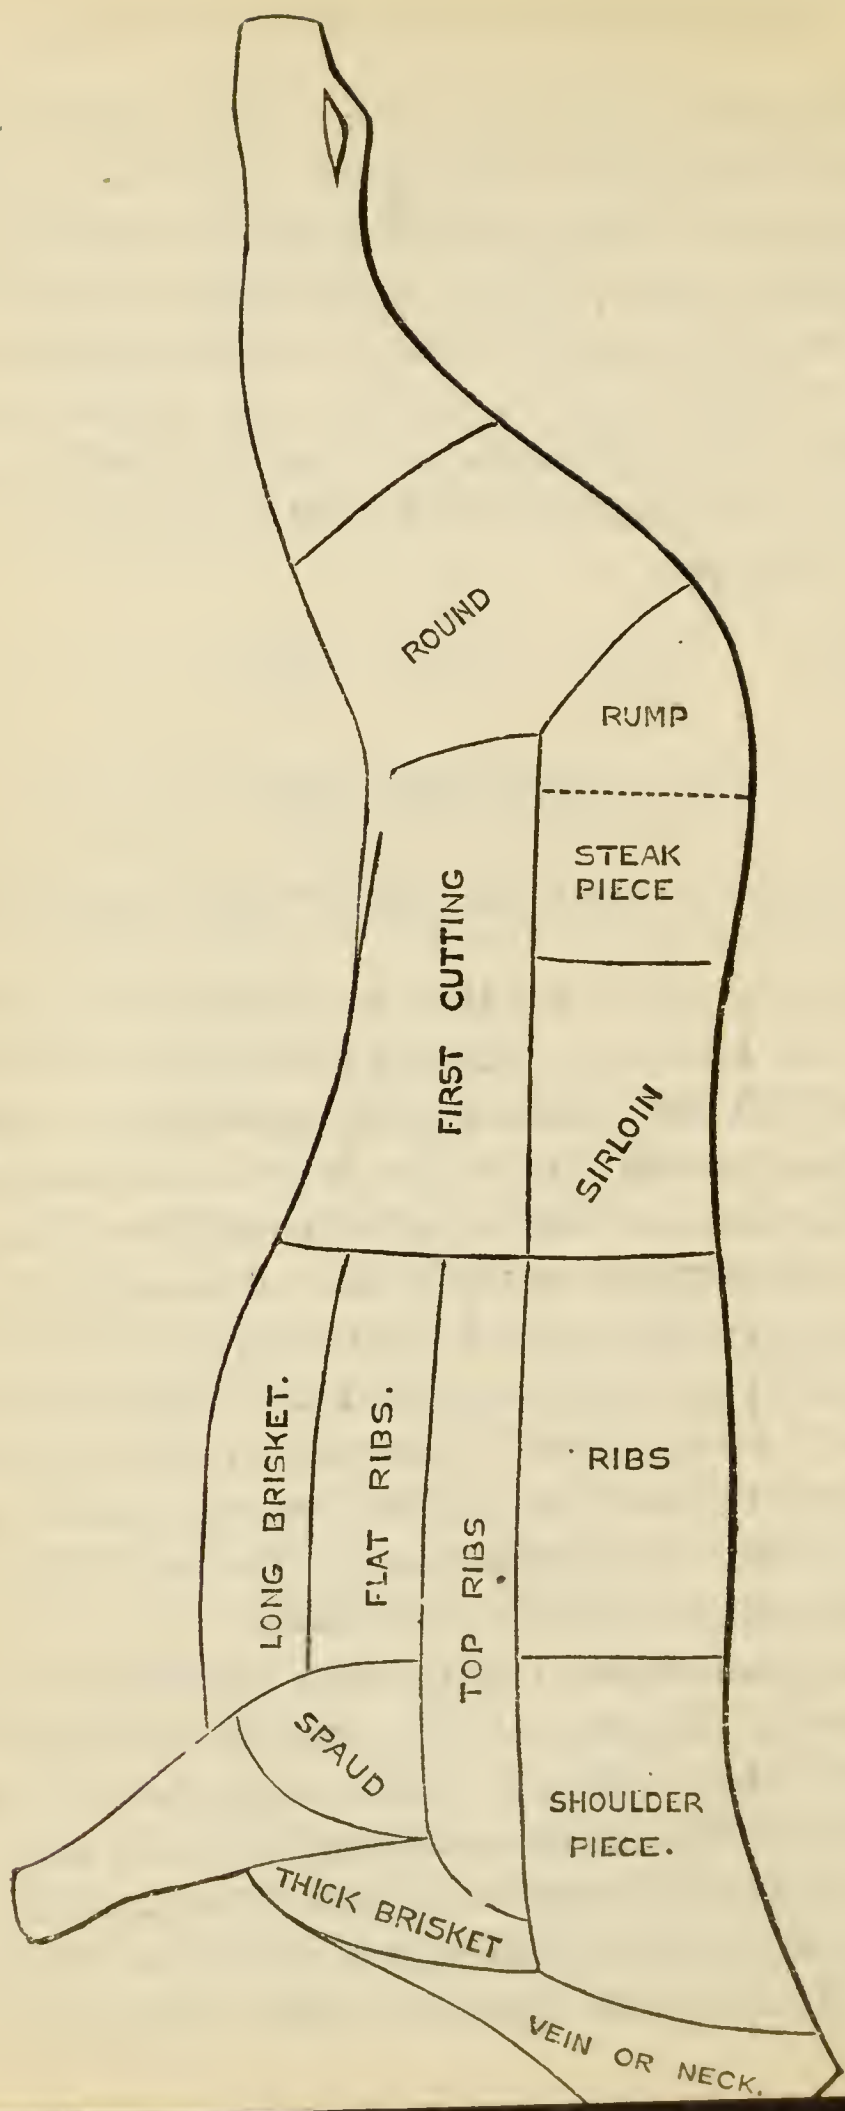 ROUND
RUMP
STEAK
PIECE
FIRST CUTTING
SIRLOIN
LONG BRISKET.
FLAT RIBS.
TOP RIBS
RIBS
SPAUD
SHOULDER
PIECE.
THICK BRISKET
VEIN OR NECK.